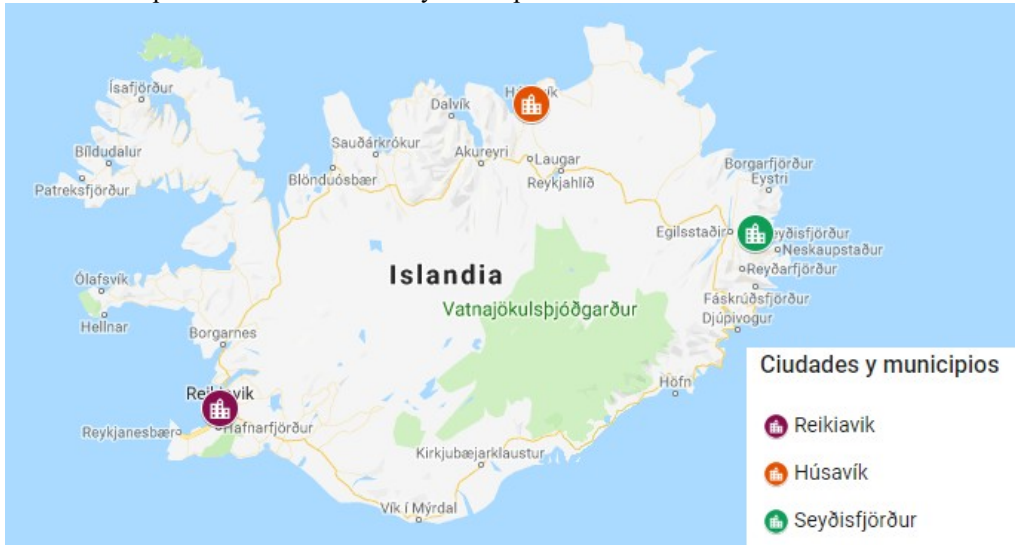 Ísafjörður
Bíldudalur
Patreksfjörður
Dalvík
Sauðárkrókur
Akureyri
Laugar
Reykjahlíð
Blönduósbær
Borgarfjörður
Eystri
Egilsstaðir
Neskaupstaður
Reyðarfjörður
Fáskrúðsfjörður
Djúpivogur
Islandia
Vatnajökulsþjóðgarður
Ólafsvík
Hellnar
Borgarnes
Höfn
Reykjanesbær
Hafnarfjörður
Kirkjubæjarklaustur
Vík í Mýrdal
Ciudades y municipios
Reikiavik
Húsavík
Seyðisfjörður